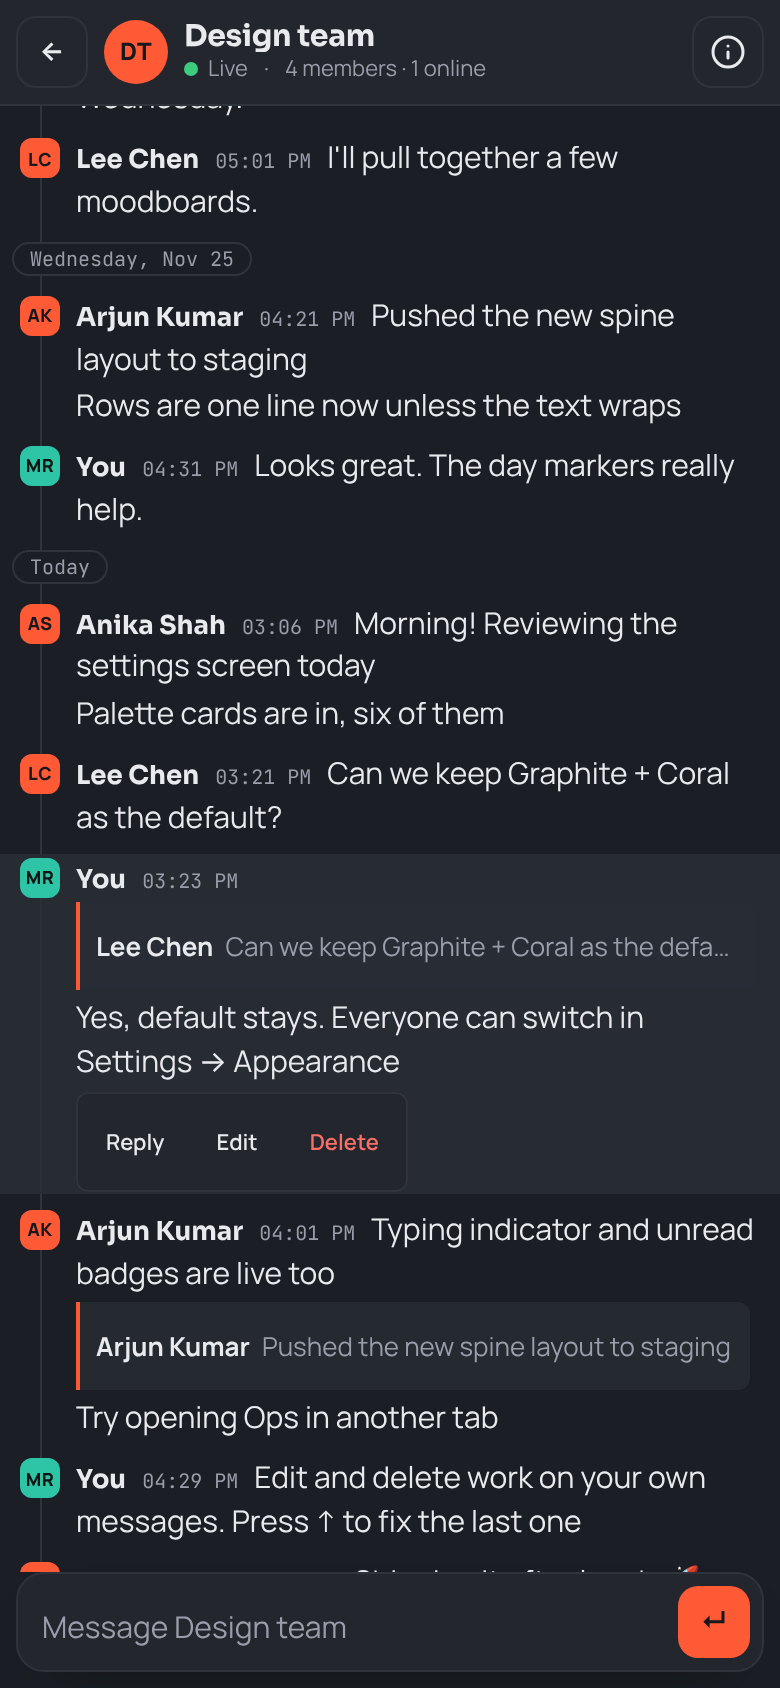 DT
Design team
Live · 4 members · 1 online
Wednesday.
LC
Lee Chen 05:01 PM I'll pull together a few
moodboards.
Wednesday, Nov 25
AK
Arjun Kumar 04:21 PM Pushed the new spine
layout to staging
Rows are one line now unless the text wraps
MR
You 04:31 PM Looks great. The day markers really
help.
Today
AS
Anika Shah 03:06 PM Morning! Reviewing the
settings screen today
Palette cards are in, six of them
LC
Lee Chen 03:21 PM Can we keep Graphite + Coral
as the default?
MR
You 03:23 PM
Lee Chen Can we keep Graphite + Coral as the defa…
Yes, default stays. Everyone can switch in
Settings → Appearance
Reply Edit Delete
AK
Arjun Kumar 04:01 PM Typing indicator and unread
badges are live too
Arjun Kumar Pushed the new spine layout to staging
Try opening Ops in another tab
MR
You 04:29 PM Edit and delete work on your own
messages. Press ↑ to fix the last one
Message Design team